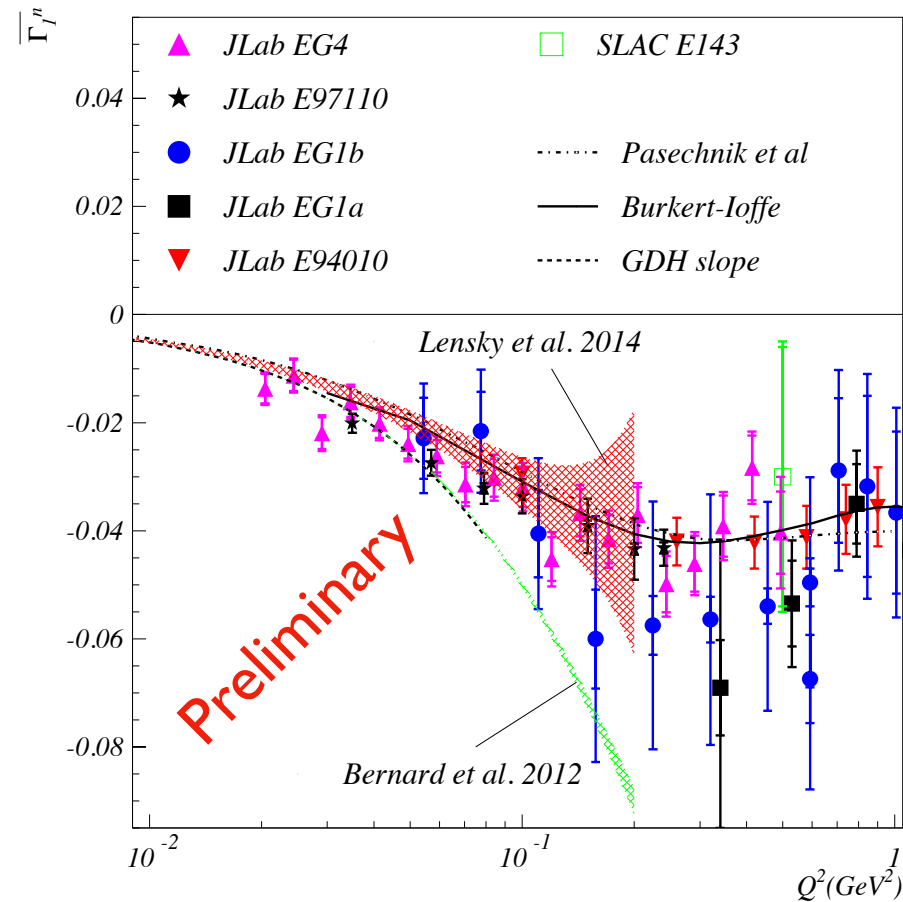 Γ₁ⁿ
JLab EG4
SLAC E143
JLab E97110
JLab EG1b
Pasechnik et al
JLab EG1a
Burkert-Ioffe
JLab E94010
GDH slope
0.04
0.02
0
-0.02
-0.04
-0.06
-0.08
Lensky et al. 2014
Preliminary
Bernard et al. 2012
10⁻²
10⁻¹
1
Q²(GeV²)